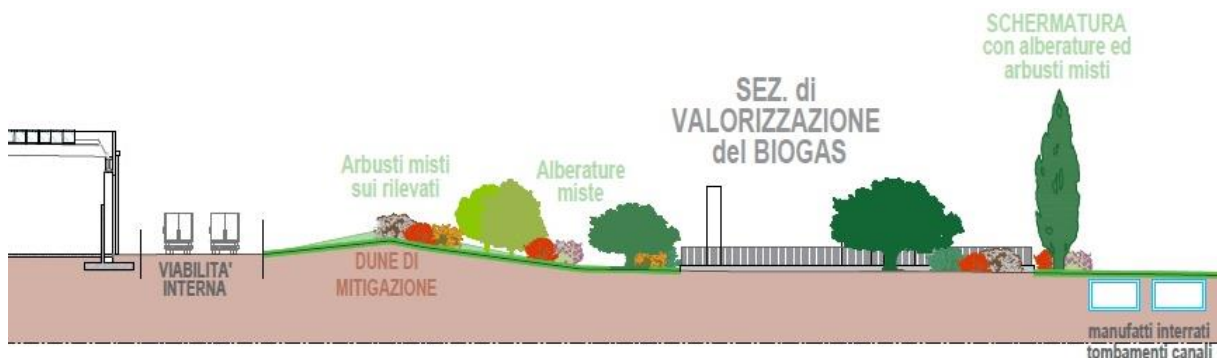 SCHERMATURA
con alberature ed
arbusti misti
SEZ. di
VALORIZZAZIONE
del BIOGAS
Arbusti misti
sui rilevati
Alberature
miste
VIABILITA'
INTERNA
DUNE DI
MITIGAZIONE
manufatti interrati
tombamenti canali